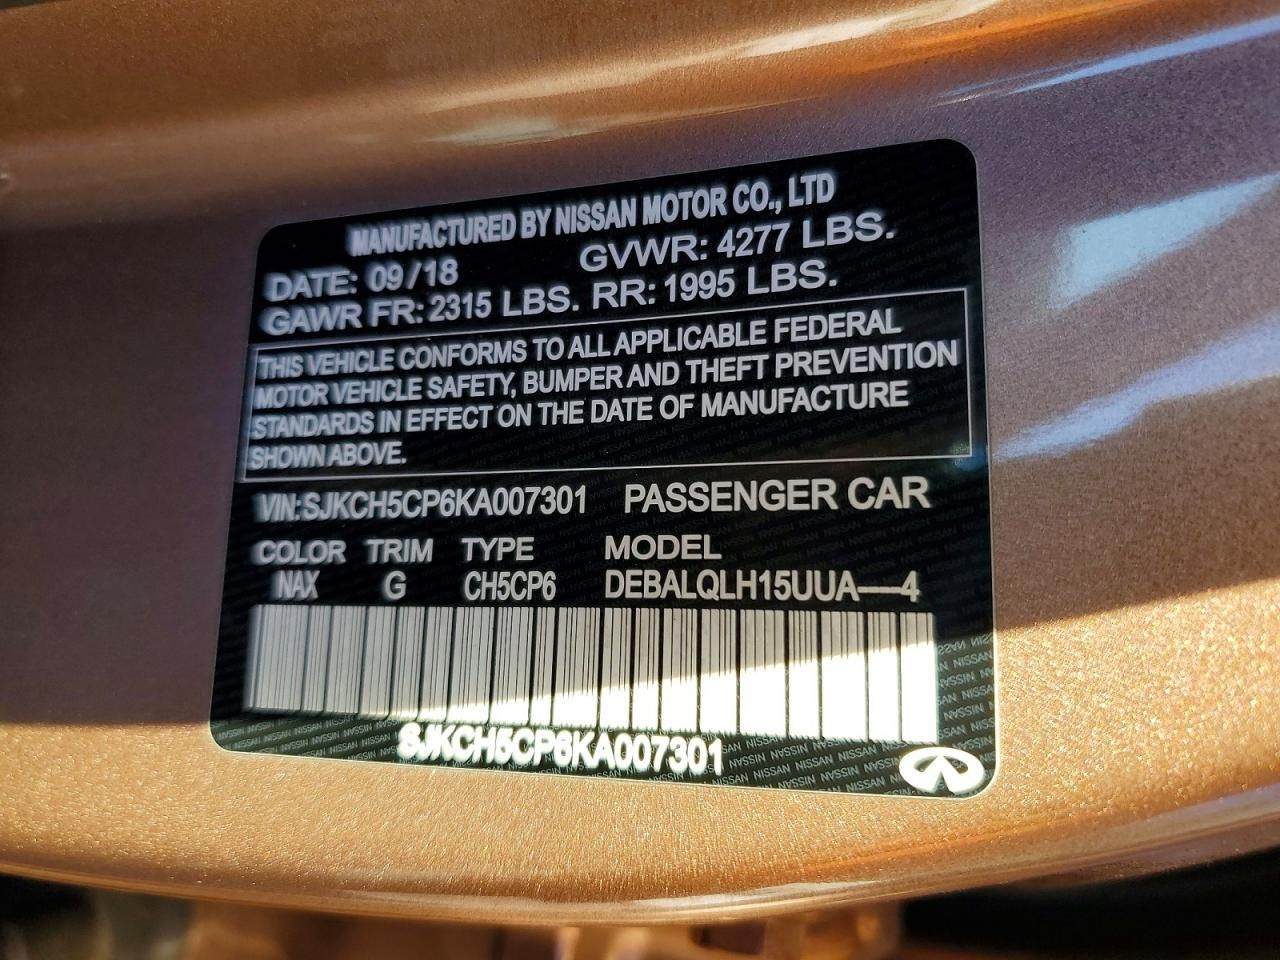 MANUFACTURED BY NISSAN MOTOR CO., LTD
DATE: 09/18 GVWR: 4277 LBS.
GAWR FR: 2315 LBS. RR: 1995 LBS.
THIS VEHICLE CONFORMS TO ALL APPLICABLE FEDERAL
MOTOR VEHICLE SAFETY, BUMPER AND THEFT PREVENTION
STANDARDS IN EFFECT ON THE DATE OF MANUFACTURE
SHOWN ABOVE.
VIN:SJKCH5CP6KA007301 PASSENGER CAR
COLOR TRIM TYPE MODEL
NAX G CH5CP6 DEBALQLH15UUA—-4
SJKCH5CP6KA007301